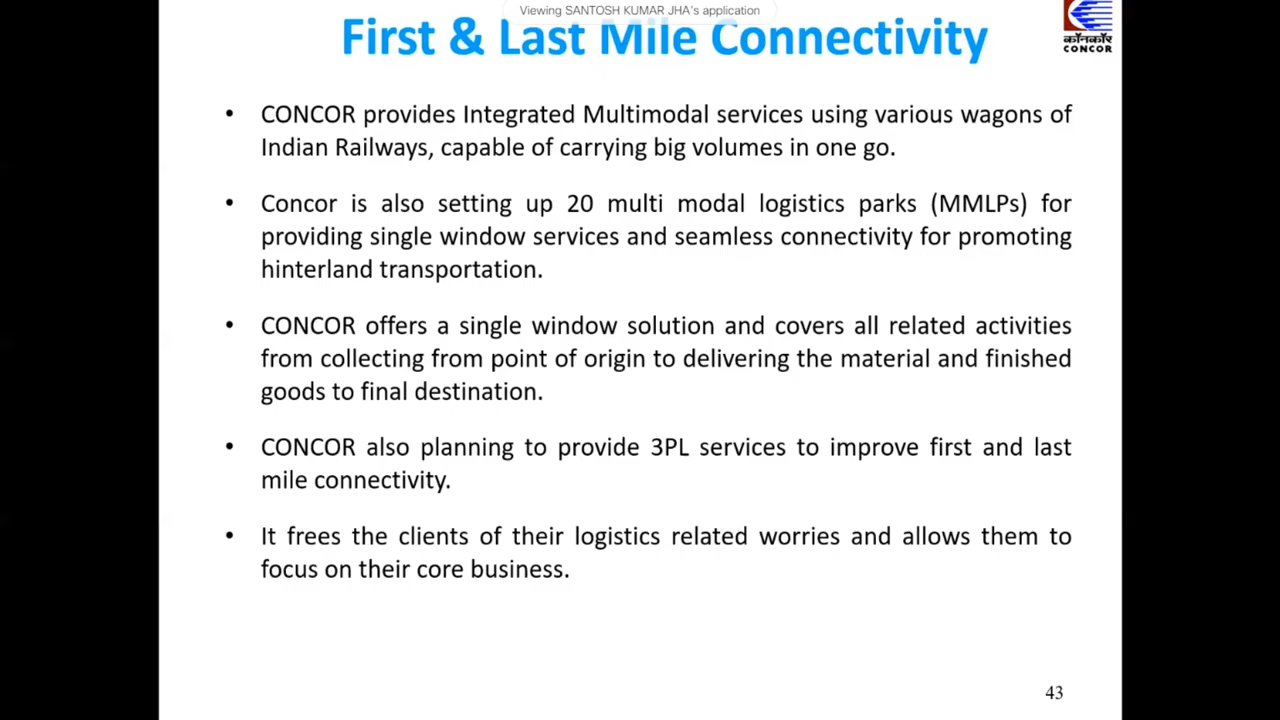 Viewing SANTOSH KUMAR JHA's application
First & Last Mile Connectivity
कॉनकॉर
CONCOR
• CONCOR provides Integrated Multimodal services using various wagons of
Indian Railways, capable of carrying big volumes in one go.
• Concor is also setting up 20 multi modal logistics parks (MMLPs) for
providing single window services and seamless connectivity for promoting
hinterland transportation.
• CONCOR offers a single window solution and covers all related activities
from collecting from point of origin to delivering the material and finished
goods to final destination.
• CONCOR also planning to provide 3PL services to improve first and last
mile connectivity.
• It frees the clients of their logistics related worries and allows them to
focus on their core business.
43